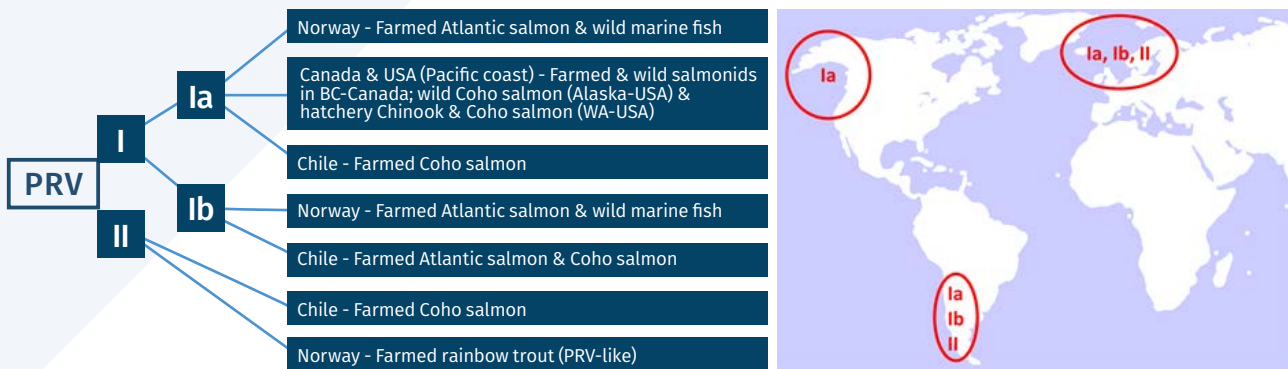 PRV
I
II
Ia
Ib
Norway - Farmed Atlantic salmon & wild marine fish
Canada & USA (Pacific coast) - Farmed & wild salmonids
in BC-Canada; wild Coho salmon (Alaska-USA) &
hatchery Chinook & Coho salmon (WA-USA)
Chile - Farmed Coho salmon
Norway - Farmed Atlantic salmon & wild marine fish
Chile - Farmed Atlantic salmon & Coho salmon
Chile - Farmed Coho salmon
Norway - Farmed rainbow trout (PRV-like)
Ia
Ia, Ib, II
Ia
Ib
II